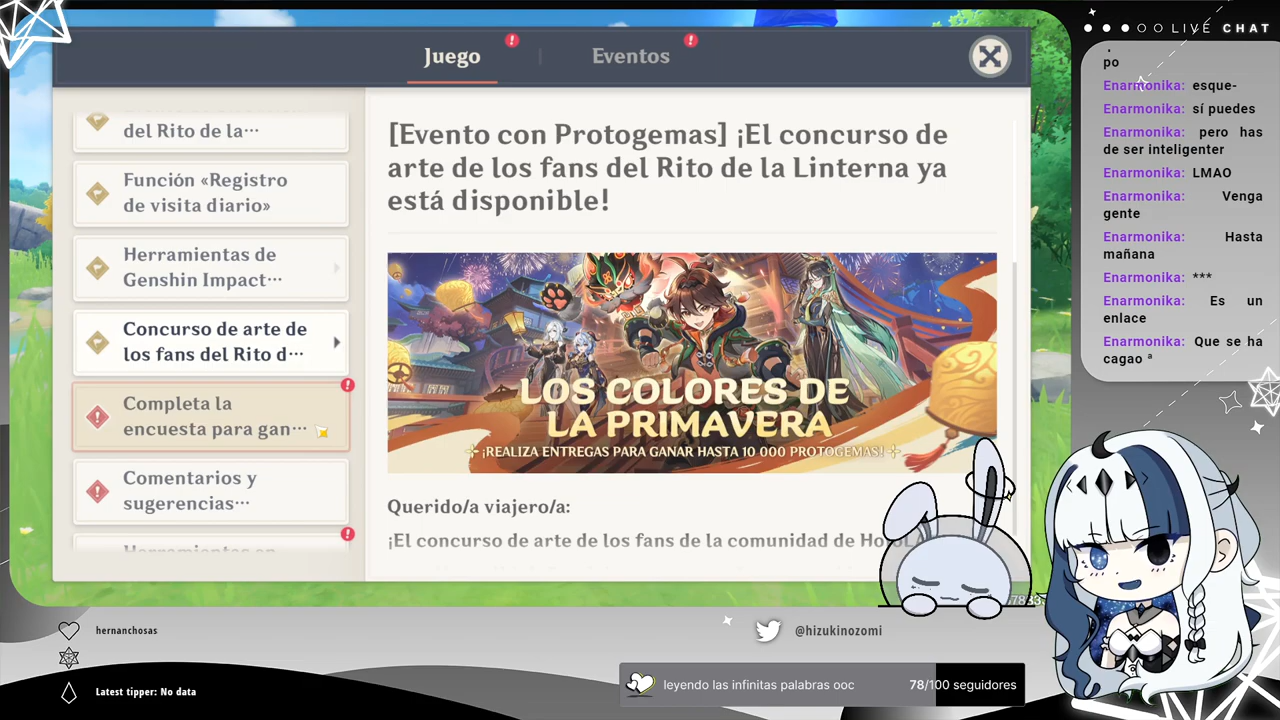 Juego
Eventos
del Rito de la···
Función «Registro
de visita diario»
Herramientas de
Genshin Impact···
Concurso de arte de
los fans del Rito d···
Completa la
encuesta para gan···
Comentarios y
sugerencias···
[Evento con Protogemas] ¡El concurso de
arte de los fans del Rito de la Linterna ya
está disponible!
LOS COLORES DE
LA PRIMAVERA
¡REALIZA ENTREGAS PARA GANAR HASTA 10 000 PROTOGEMAS!
Querido/a viajero/a:
¡El concurso de arte de los fans de la comunidad de
LIVE CHAT
po
Enarmonika: esque-
Enarmonika: sí puedes
Enarmonika: pero has
de ser inteligenter
Enarmonika: LMAO
Enarmonika: Venga
gente
Enarmonika: Hasta
mañana
Enarmonika: ***
Enarmonika: Es un
enlace
Enarmonika: Que se ha
cagao ª
hernanchosas
Latest tipper: No data
@hizukinozomi
leyendo las infinitas palabras ooc
78/100 seguidores